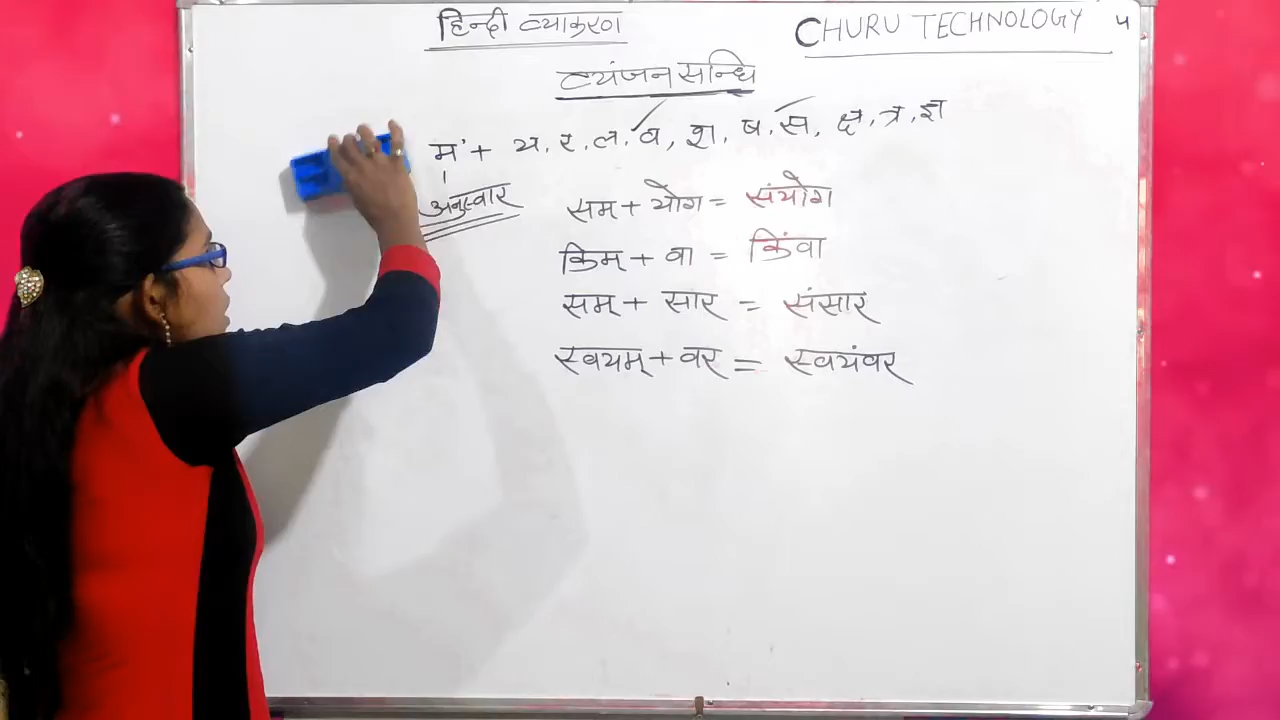 हिन्दी व्याकरण
CHURU TECHNOLOGY 4
व्यंजन सन्धि
म + य, र, ल, व, श, ष, स, क्ष, त्र, ज्ञ
अनुस्वार
सम् + योग = संयोग
किम् + वा = किंवा
सम् + सार = संसार
स्वयम् + वर = स्वयंवर